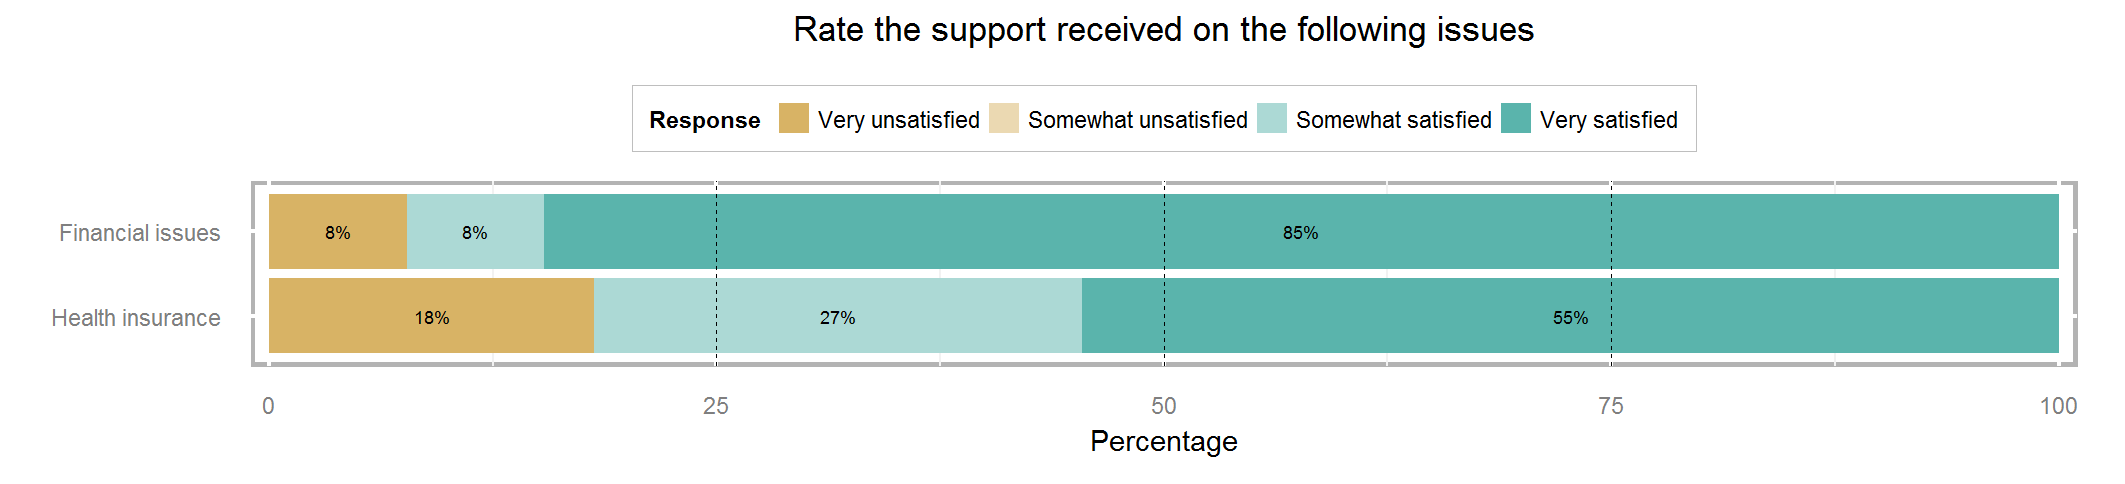 Rate the support received on the following issues
Response Very unsatisfied Somewhat unsatisfied Somewhat satisfied Very satisfied
Financial issues 8% 8% 85%
Health insurance 18% 27% 55%
0 25 50 75 100
Percentage